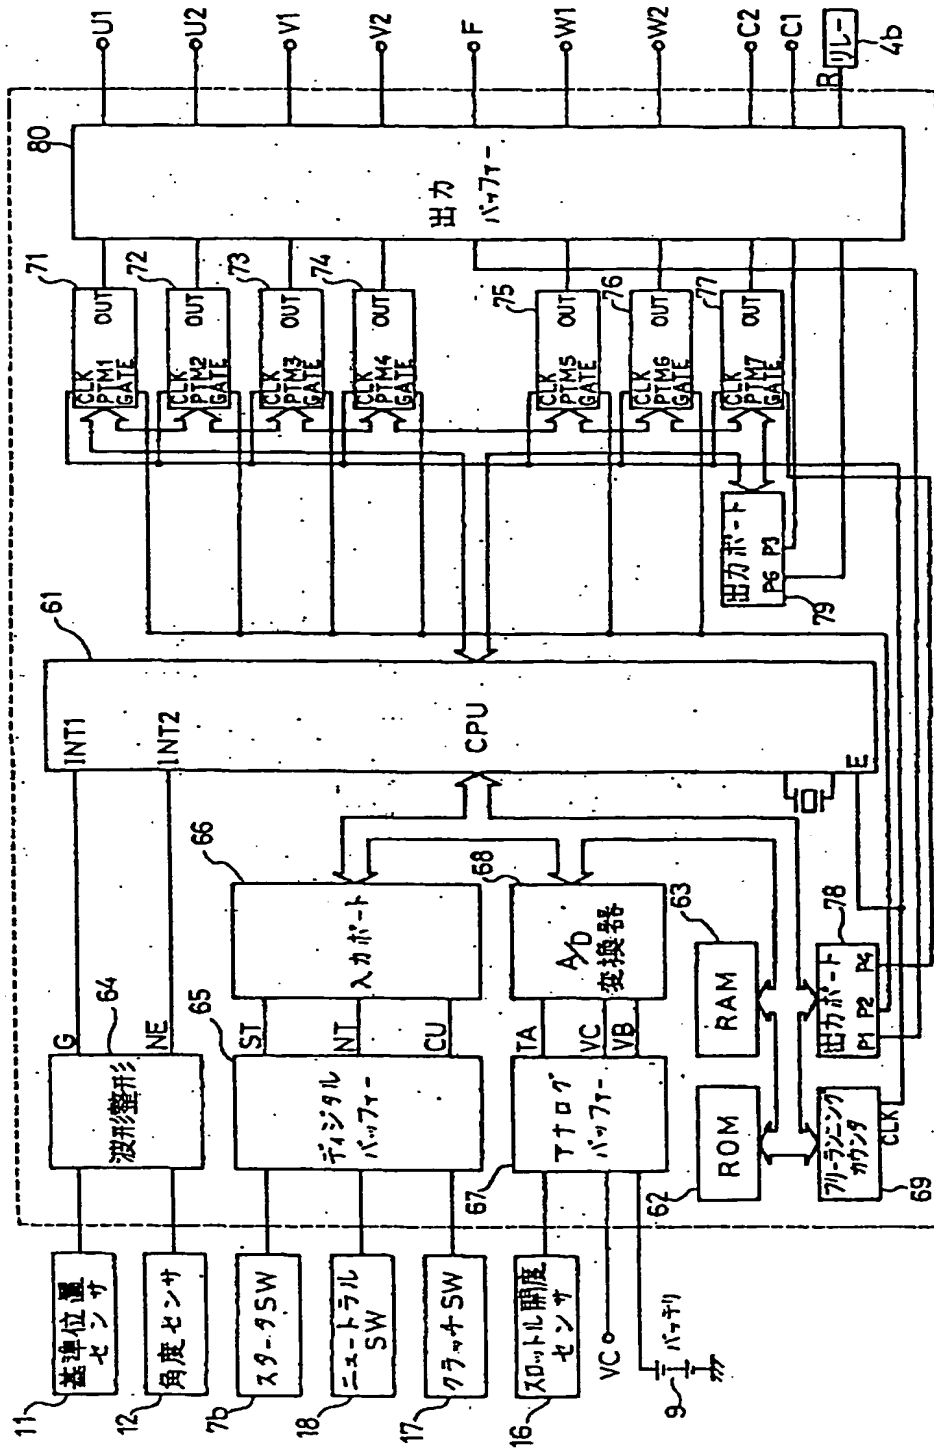 11
基準位置
センサ
12
角度センサ
7b
スタータSW
18
ニュートラル
SW
17
クラッチSW
16
スロットル開度
センサ
VC
9
バッテリ
G
64
波形整形
NE
65
ST
ディジタル
バッファー
NT
CU
66
入力ポート
67
TA
アナログ
バッファー
VC
VB
68
A/D
変換器
62
ROM
63
RAM
69
フリーランニング
カウンタ
CLK
78
出力ポート
P1 P2 P4
61
INT1
INT2
CPU
E
71
CLK
PTM1
GATE
OUT
72
CLK
PTM2
GATE
OUT
73
CLK
PTM3
GATE
OUT
74
CLK
PTM4
GATE
OUT
75
CLK
PTM5
GATE
OUT
76
CLK
PTM6
GATE
OUT
77
CLK
PTM7
GATE
OUT
79
出力ポート
P6 P3
80
出力
バッファー
U1
U2
V1
V2
F
W1
W2
C2
C1
R
リレー
4b